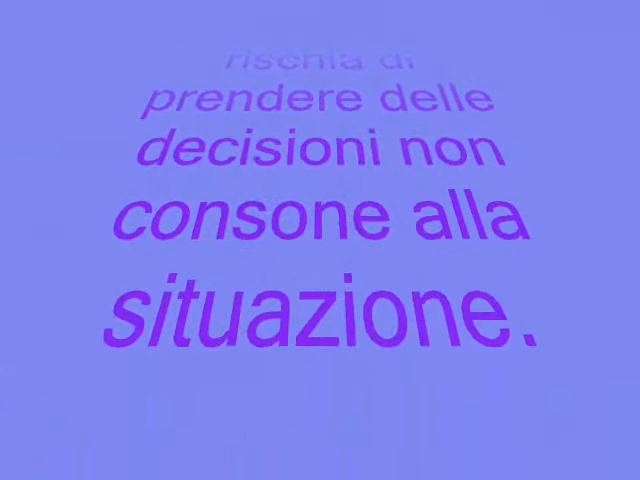 rischia di
prendere delle
decisioni non
consone alla
situazione.